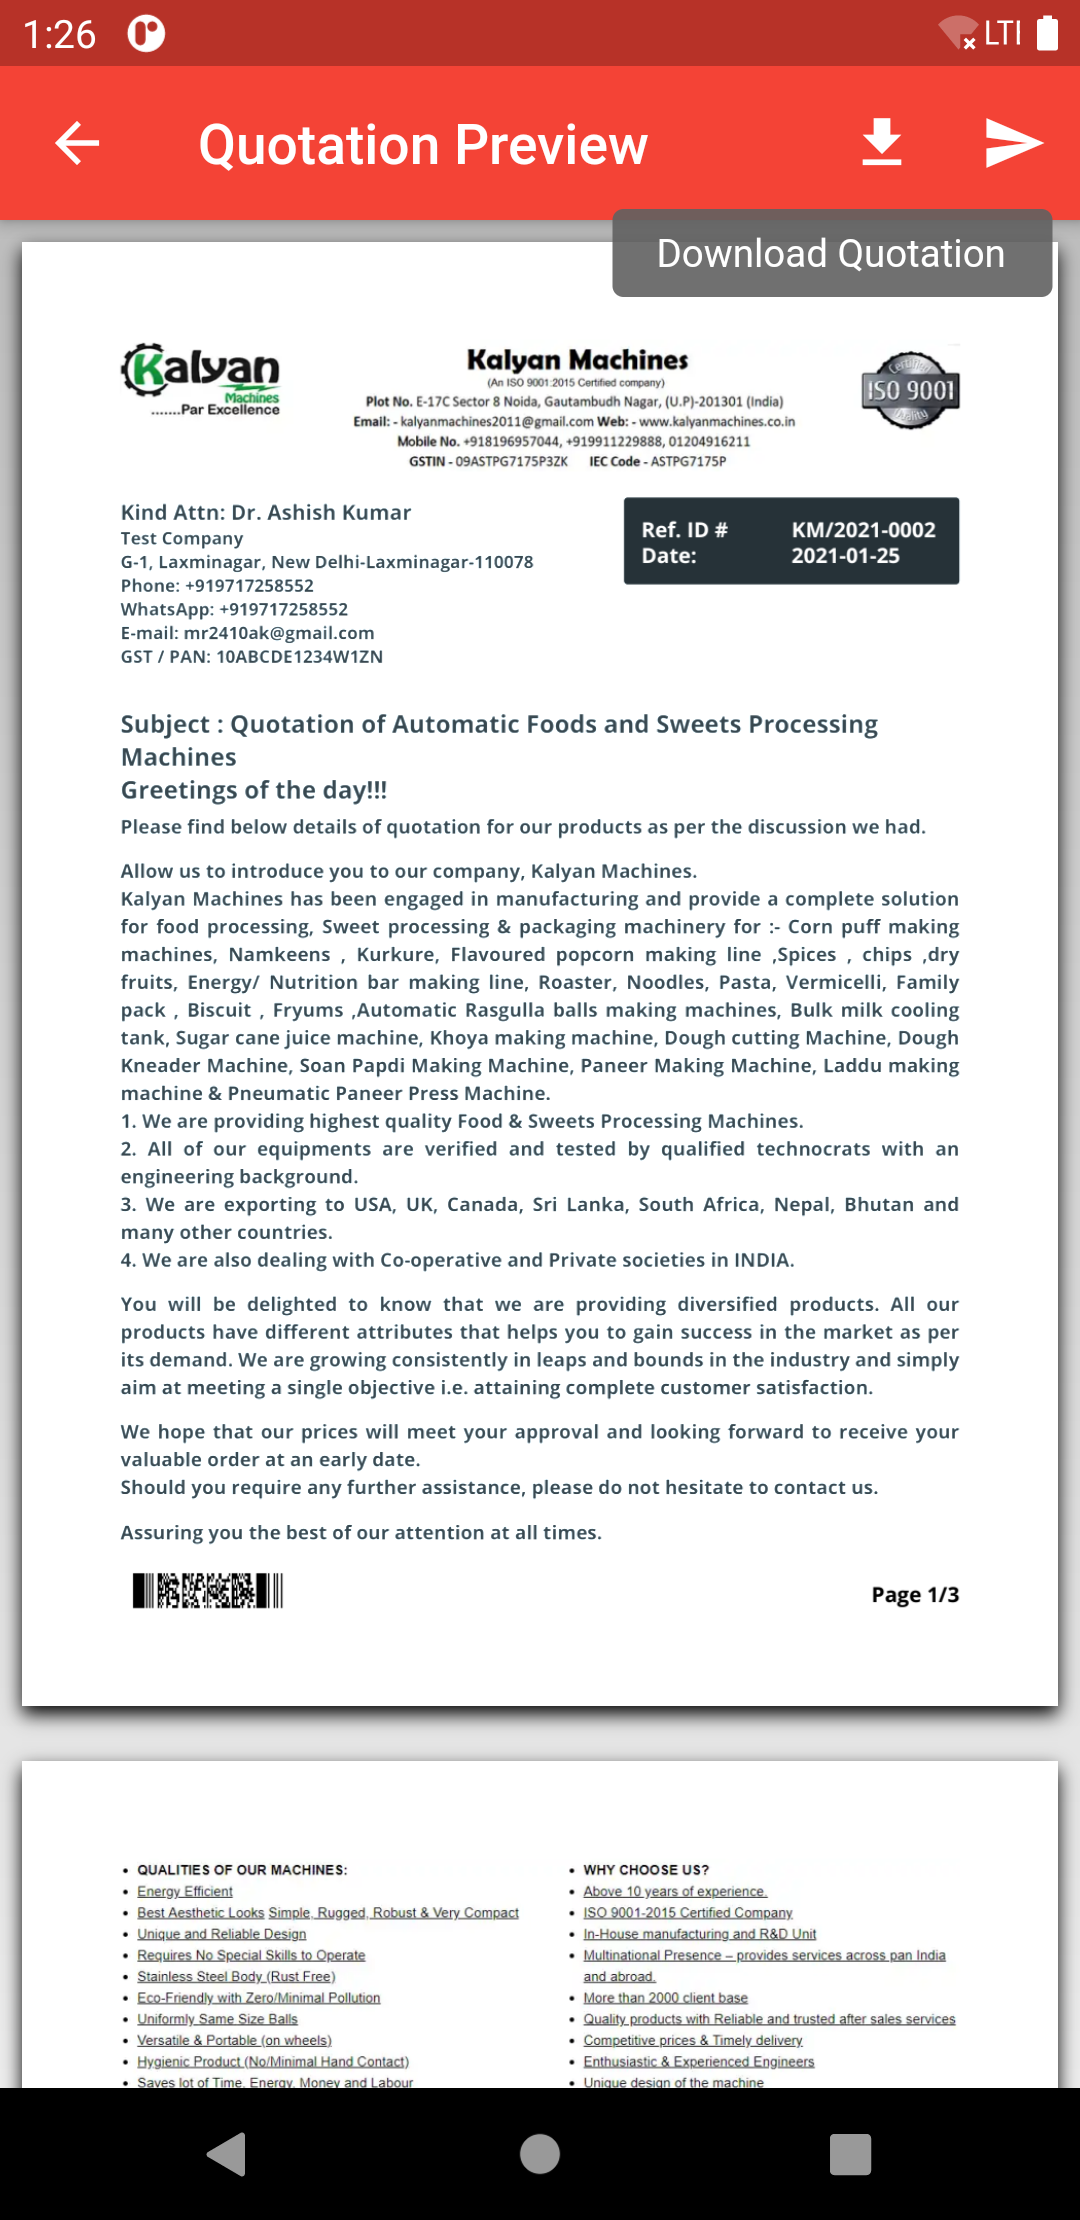 1:26
LTE
Quotation Preview
Download Quotation
Kalyan
Machines
.......Par Excellence
Kalyan Machines
(An ISO 9001:2015 Certified company)
Plot No. E-17C Sector 8 Noida, Gautambudh Nagar, (U.P)-201301 (India)
Email: - kalyanmachines2011@gmail.com Web: - www.kalyanmachines.co.in
Mobile No. +918196957044, +919911229888, 01204916211
GSTIN - 09ASTPG7175P3ZK IEC Code - ASTPG7175P
Certified
ISO 9001
Quality
Kind Attn: Dr. Ashish Kumar
Test Company
G-1, Laxminagar, New Delhi-Laxminagar-110078
Phone: +919717258552
WhatsApp: +919717258552
E-mail: mr2410ak@gmail.com
GST / PAN: 10ABCDE1234W1ZN
Ref. ID # KM/2021-0002
Date: 2021-01-25
Subject : Quotation of Automatic Foods and Sweets Processing
Machines
Greetings of the day!!!
Please find below details of quotation for our products as per the discussion we had.
Allow us to introduce you to our company, Kalyan Machines.
Kalyan Machines has been engaged in manufacturing and provide a complete solution
for food processing, Sweet processing & packaging machinery for :- Corn puff making
machines, Namkeens , Kurkure, Flavoured popcorn making line ,Spices , chips ,dry
fruits, Energy/ Nutrition bar making line, Roaster, Noodles, Pasta, Vermicelli, Family
pack , Biscuit , Fryums ,Automatic Rasgulla balls making machines, Bulk milk cooling
tank, Sugar cane juice machine, Khoya making machine, Dough cutting Machine, Dough
Kneader Machine, Soan Papdi Making Machine, Paneer Making Machine, Laddu making
machine & Pneumatic Paneer Press Machine.
1. We are providing highest quality Food & Sweets Processing Machines.
2. All of our equipments are verified and tested by qualified technocrats with an
engineering background.
3. We are exporting to USA, UK, Canada, Sri Lanka, South Africa, Nepal, Bhutan and
many other countries.
4. We are also dealing with Co-operative and Private societies in INDIA.
You will be delighted to know that we are providing diversified products. All our
products have different attributes that helps you to gain success in the market as per
its demand. We are growing consistently in leaps and bounds in the industry and simply
aim at meeting a single objective i.e. attaining complete customer satisfaction.
We hope that our prices will meet your approval and looking forward to receive your
valuable order at an early date.
Should you require any further assistance, please do not hesitate to contact us.
Assuring you the best of our attention at all times.
Page 1/3
• QUALITIES OF OUR MACHINES:
• Energy Efficient
• Best Aesthetic Looks Simple, Rugged, Robust & Very Compact
• Unique and Reliable Design
• Requires No Special Skills to Operate
• Stainless Steel Body (Rust Free)
• Eco-Friendly with Zero/Minimal Pollution
• Uniformly Same Size Balls
• Versatile & Portable (on wheels)
• Hygienic Product (No/Minimal Hand Contact)
• Saves lot of Time, Energy, Money and Labour
• WHY CHOOSE US?
• Above 10 years of experience.
• ISO 9001-2015 Certified Company
• In-House manufacturing and R&D Unit
• Multinational Presence – provides services across pan India
and abroad.
• More than 2000 client base
• Quality products with Reliable and trusted after sales services
• Competitive prices & Timely delivery
• Enthusiastic & Experienced Engineers
• Unique design of the machine